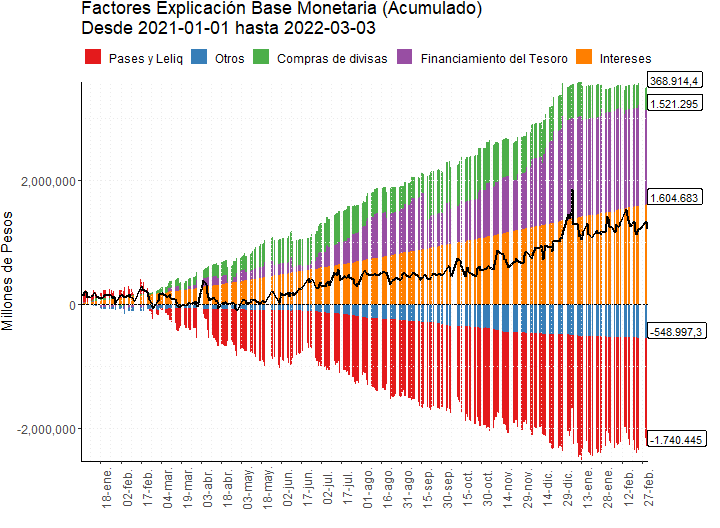 Factores Explicación Base Monetaria (Acumulado)
Desde 2021-01-01 hasta 2022-03-03
Pases y Leliq Otros Compras de divisas Financiamiento del Tesoro Intereses
368.914,4
1.521.295
1.604.683
-548.997,3
-1.740.445
Millones de Pesos
2,000,000
0
-2,000,000
18-ene.
02-feb.
17-feb.
04-mar.
19-mar.
03-abr.
18-abr.
03-may.
18-may.
02-jun.
17-jun.
02-jul.
17-jul.
01-ago.
16-ago.
31-ago.
15-sep.
30-sep.
15-oct.
30-oct.
14-nov.
29-nov.
14-dic.
29-dic.
13-ene.
28-ene.
12-feb.
27-feb.